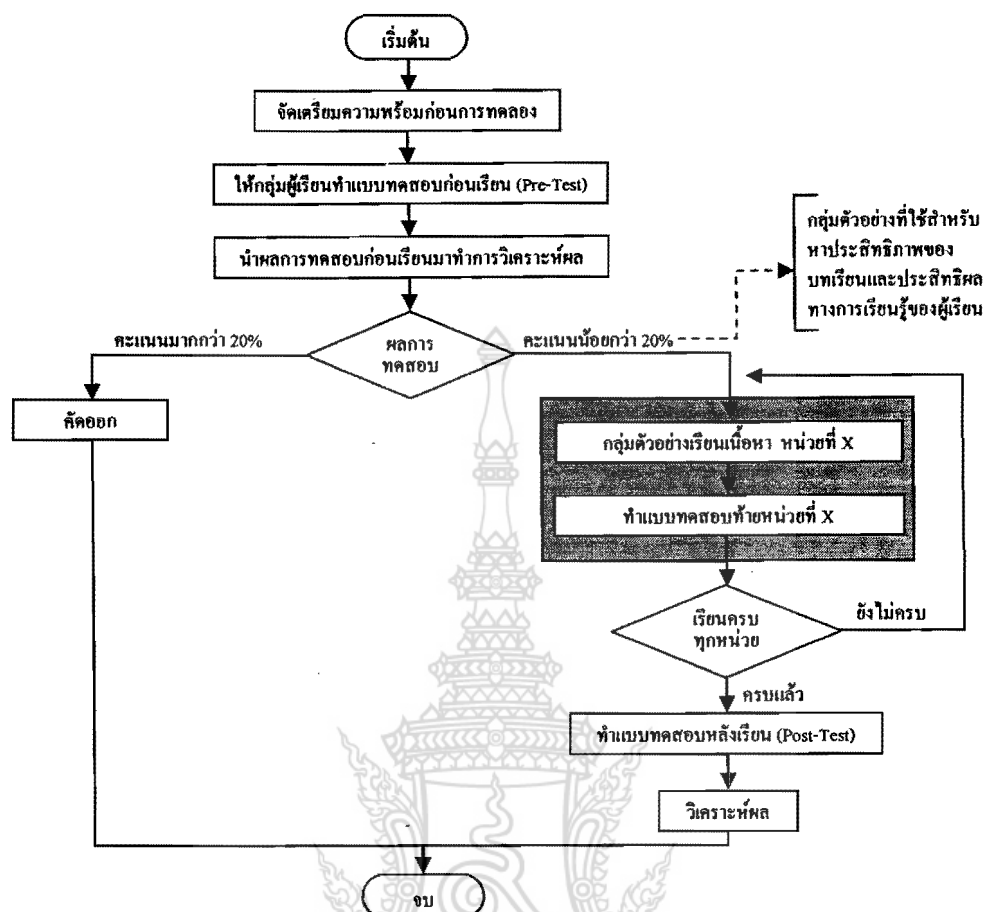 เริ่มต้น
จัดเตรียมความพร้อมก่อนการทดลอง
ให้กลุ่มผู้เรียนทำแบบทดสอบก่อนเรียน (Pre-Test)
นำผลการทดสอบก่อนเรียนมาทำการวิเคราะห์ผล
กลุ่มตัวอย่างที่ใช้สำหรับ
หาประสิทธิภาพของ
บทเรียนและประสิทธิผล
ทางการเรียนรู้ของผู้เรียน
คะแนนมากกว่า 20%
ผลการ
ทดสอบ
คะแนนน้อยกว่า 20%
คัดออก
กลุ่มตัวอย่างเรียนเนื้อหา หน่วยที่ X
ทำแบบทดสอบท้ายหน่วยที่ X
เรียนครบ
ทุกหน่วย
ยังไม่ครบ
ครบแล้ว
ทำแบบทดสอบหลังเรียน (Post-Test)
วิเคราะห์ผล
จบ